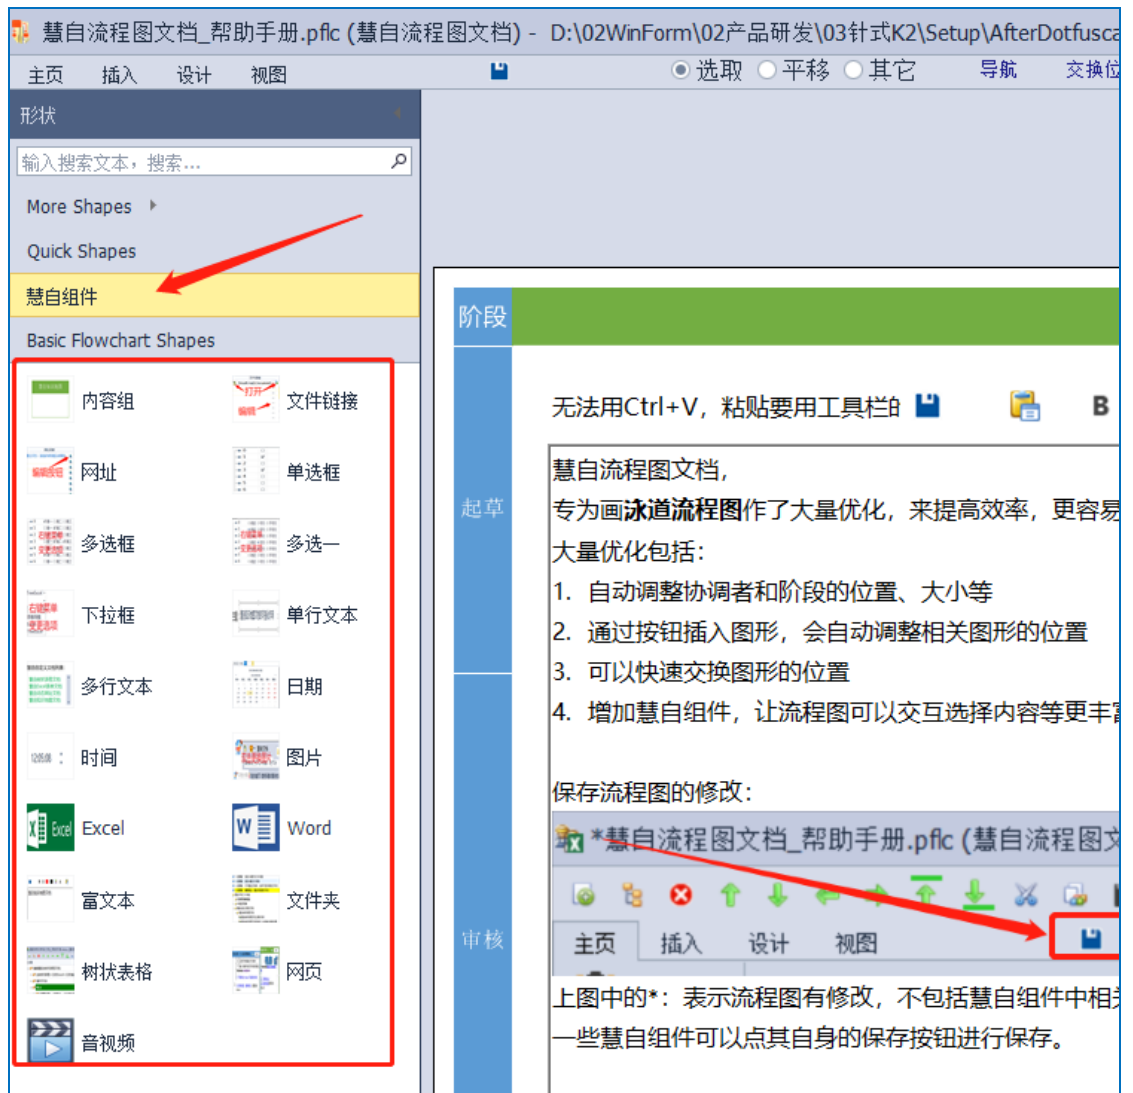 慧自流程图文档_帮助手册.pflc (慧自流程图文档) - D:\02WinForm\02产品研发\03针式K2\Setup\AfterDotfusca
主页 插入 设计 视图 选取 平移 其它 导航 交换位
形状
输入搜索文本，搜索...
More Shapes
Quick Shapes
慧自组件
Basic Flowchart Shapes
内容组 文件链接
网址 单选框
多选框 多选一
下拉框 单行文本
多行文本 日期
时间 图片
Excel Word
富文本 文件夹
树状表格 网页
音视频
阶段
起草
审核
无法用Ctrl+V，粘贴要用工具栏的 B
慧自流程图文档，
专为画泳道流程图作了大量优化，来提高效率，更容易
大量优化包括：
1. 自动调整协调者和阶段的位置、大小等
2. 通过按钮插入图形，会自动调整相关图形的位置
3. 可以快速交换图形的位置
4. 增加慧自组件，让流程图可以交互选择内容等更丰富
保存流程图的修改：
*慧自流程图文档_帮助手册.pflc (慧自流程图文
主页 插入 设计 视图
上图中的*：表示流程图有修改，不包括慧自组件中相关
一些慧自组件可以点其自身的保存按钮进行保存。